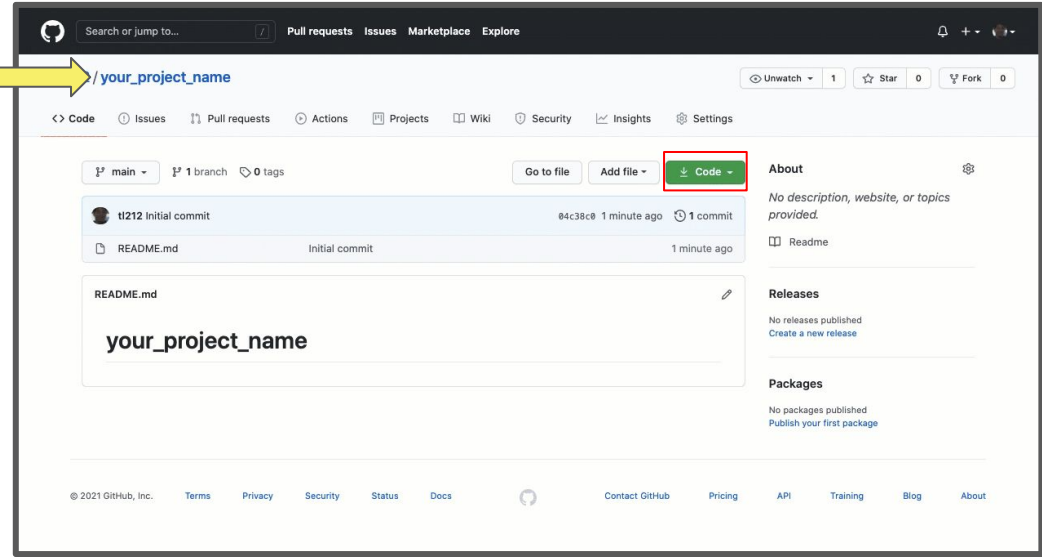 Search or jump to... / Pull requests Issues Marketplace Explore
/ your_project_name
Unwatch 1 Star 0 Fork 0
<> Code Issues Pull requests Actions Projects Wiki Security Insights Settings
main 1 branch 0 tags Go to file Add file Code
tl212 Initial commit 04c38c0 1 minute ago 1 commit
README.md Initial commit 1 minute ago
README.md
your_project_name
About
No description, website, or topics
provided.
Readme
Releases
No releases published
Create a new release
Packages
No packages published
Publish your first package
© 2021 GitHub, Inc. Terms Privacy Security Status Docs Contact GitHub Pricing API Training Blog About